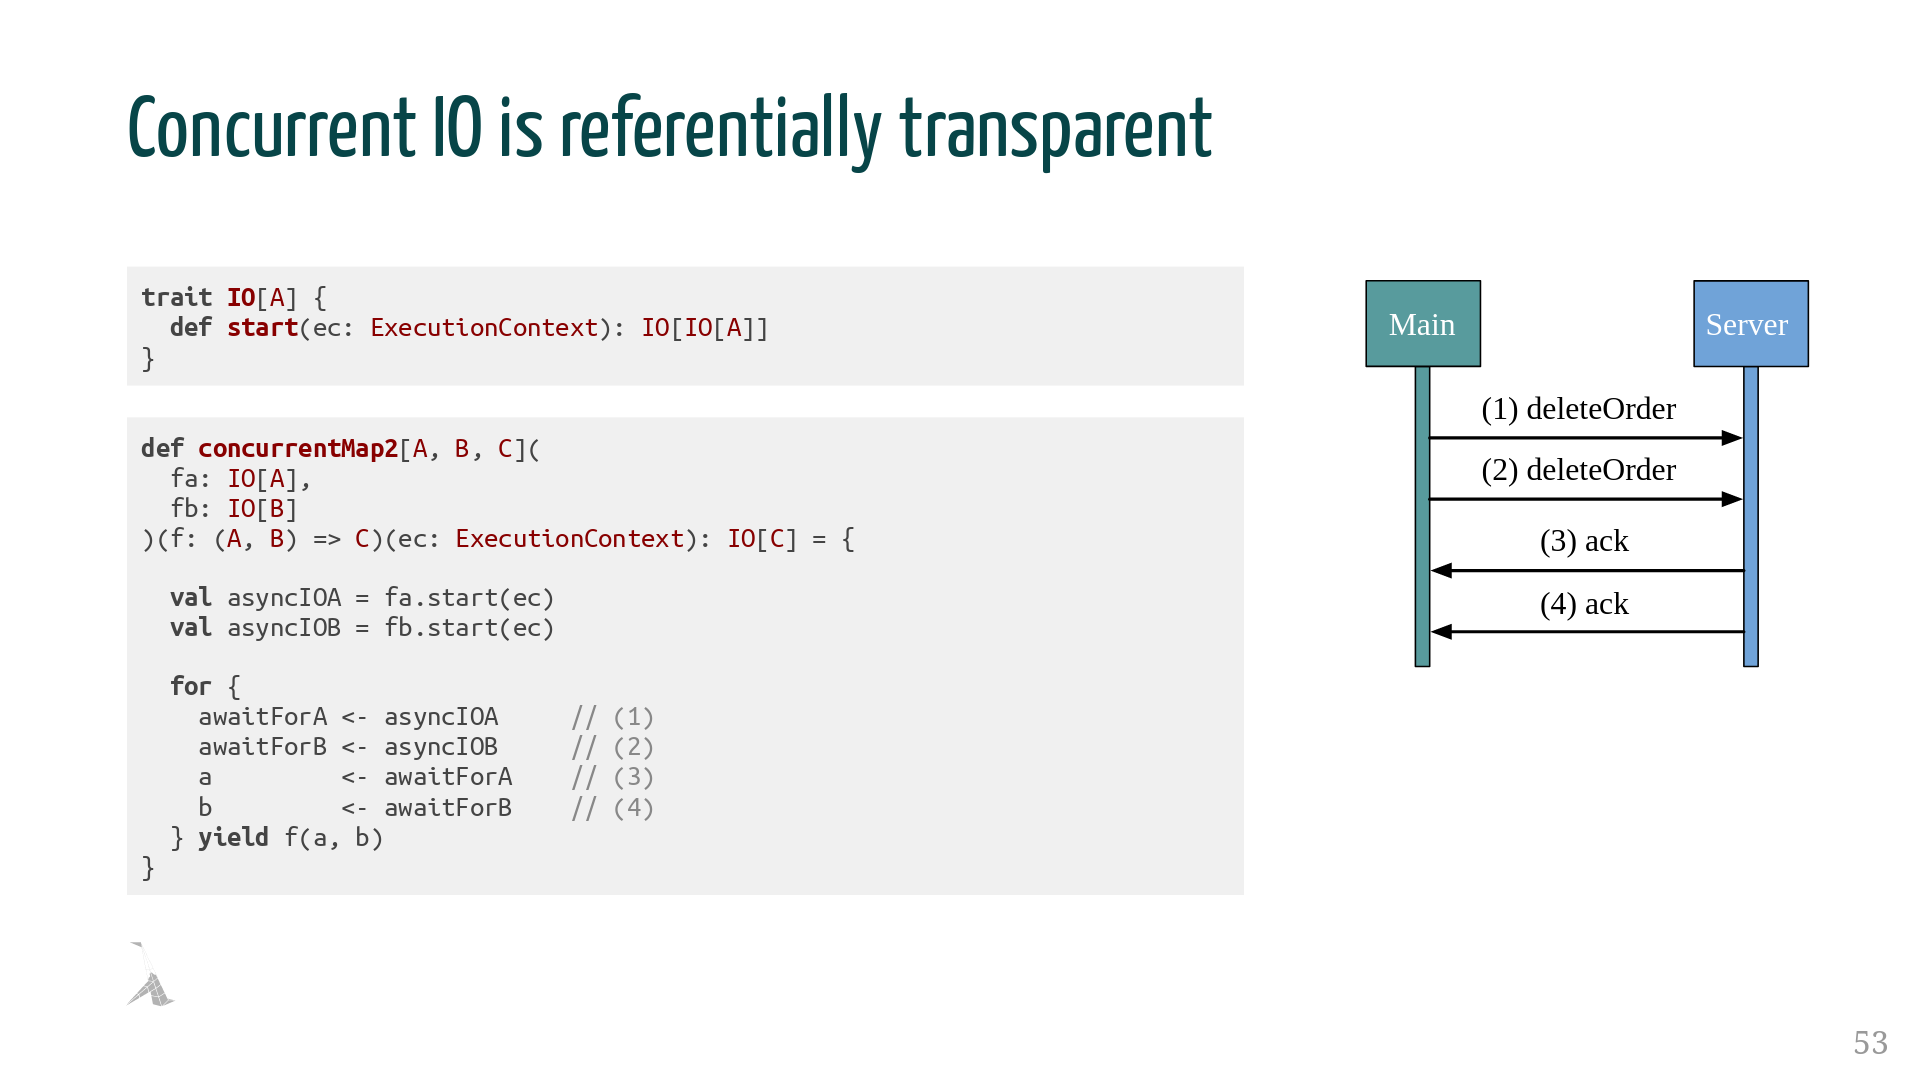 Concurrent IO is referentially transparent
trait IO[A] {
  def start(ec: ExecutionContext): IO[IO[A]]
}
def concurrentMap2[A, B, C](
  fa: IO[A],
  fb: IO[B]
)(f: (A, B) => C)(ec: ExecutionContext): IO[C] = {
  val asyncIOA = fa.start(ec)
  val asyncIOB = fb.start(ec)
  for {
    awaitForA <- asyncIOA     // (1)
    awaitForB <- asyncIOB     // (2)
    a         <- awaitForA    // (3)
    b         <- awaitForB    // (4)
  } yield f(a, b)
}
Main
Server
(1) deleteOrder
(2) deleteOrder
(3) ack
(4) ack
53